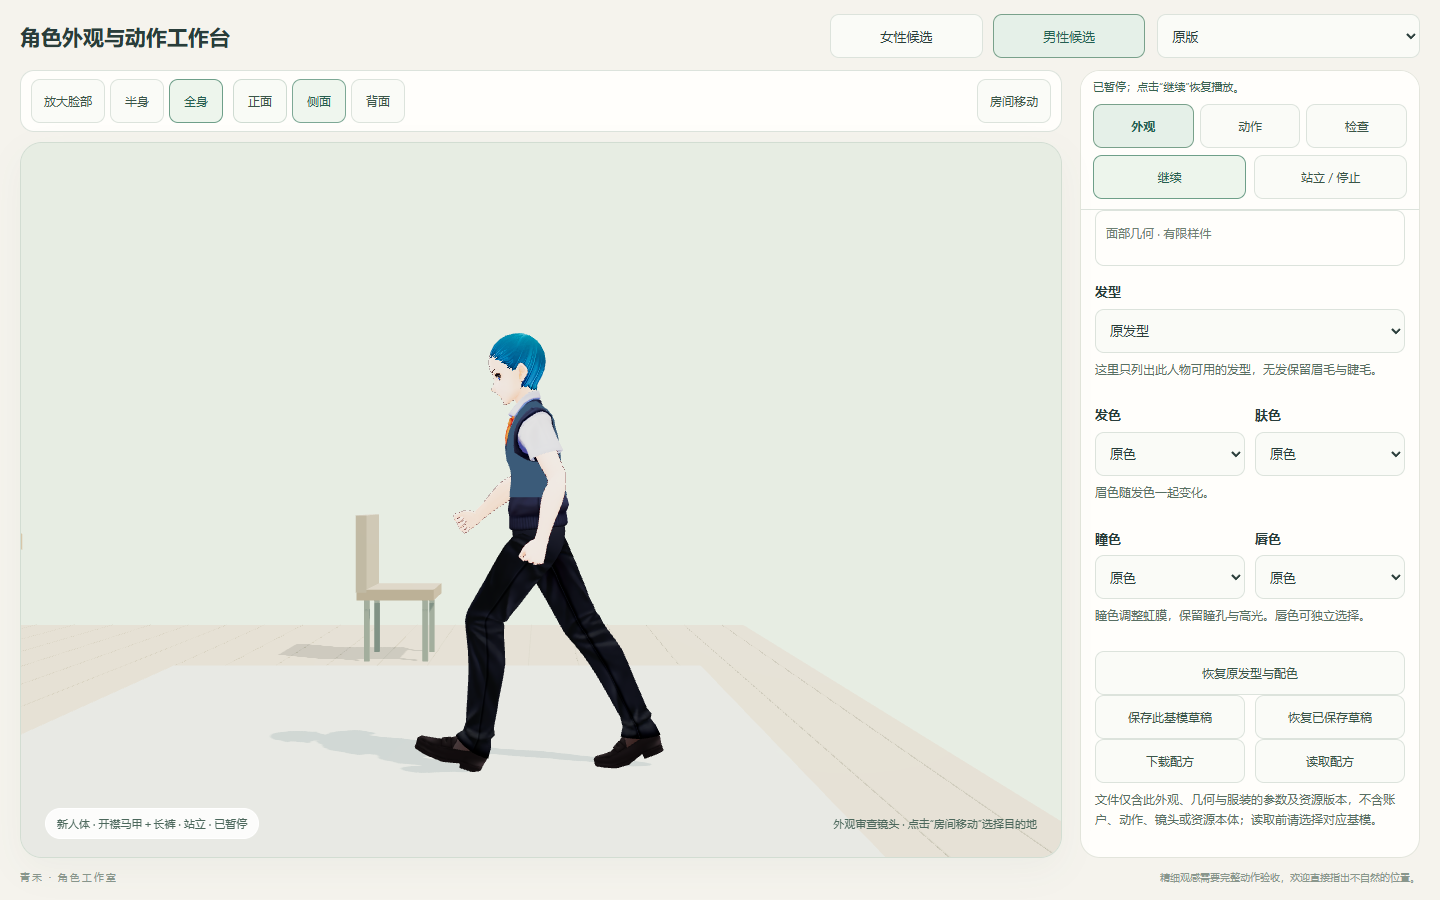 角色外观与动作工作台
女性候选
男性候选
原版
放大脸部
半身
全身
正面
侧面
背面
房间移动
已暂停；点击“继续”恢复播放。
外观
动作
检查
继续
站立 / 停止
面部几何 · 有限样件
发型
原发型
这里只列出此人物可用的发型，无发保留眉毛与睫毛。
发色
肤色
原色
原色
眉色随发色一起变化。
瞳色
唇色
原色
原色
瞳色调整虹膜，保留瞳孔与高光。唇色可独立选择。
恢复原发型与配色
保存此基模草稿
恢复已保存草稿
下载配方
读取配方
文件仅含此外观、几何与服装的参数及资源版本，不含账
户、动作、镜头或资源本体；读取前请选择对应基模。
新人体 · 开襟马甲 + 长裤 · 站立 · 已暂停
外观审查镜头 · 点击“房间移动”选择目的地
青禾 · 角色工作室
精细观感需要完整动作验收，欢迎直接指出不自然的位置。